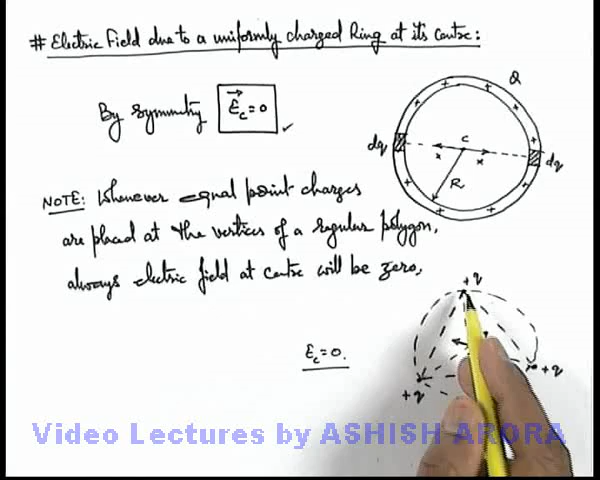 # Electric Field due to a uniformly charged Ring at its Centre:
Q
By Symmetry E⃗c = 0
dq
C
dq
x x
R
NOTE: Whenever equal point charges
are placed at the vertices of a regular polygon,
always electric field at centre will be zero,
+q
Ec = 0.
+q
+q
Video Lectures by ASHISH ARORA